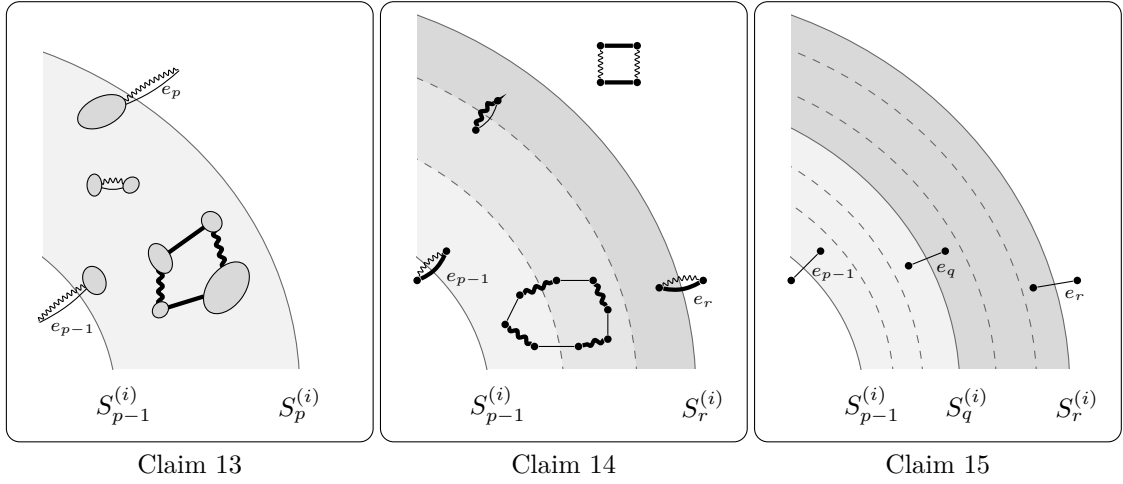 e_p
e_{p−1}
S_{p−1}^{(i)}
S_p^{(i)}
Claim 13
e_{p−1}
e_r
S_{p−1}^{(i)}
S_r^{(i)}
Claim 14
e_{p−1}
e_q
e_r
S_{p−1}^{(i)}
S_q^{(i)}
S_r^{(i)}
Claim 15